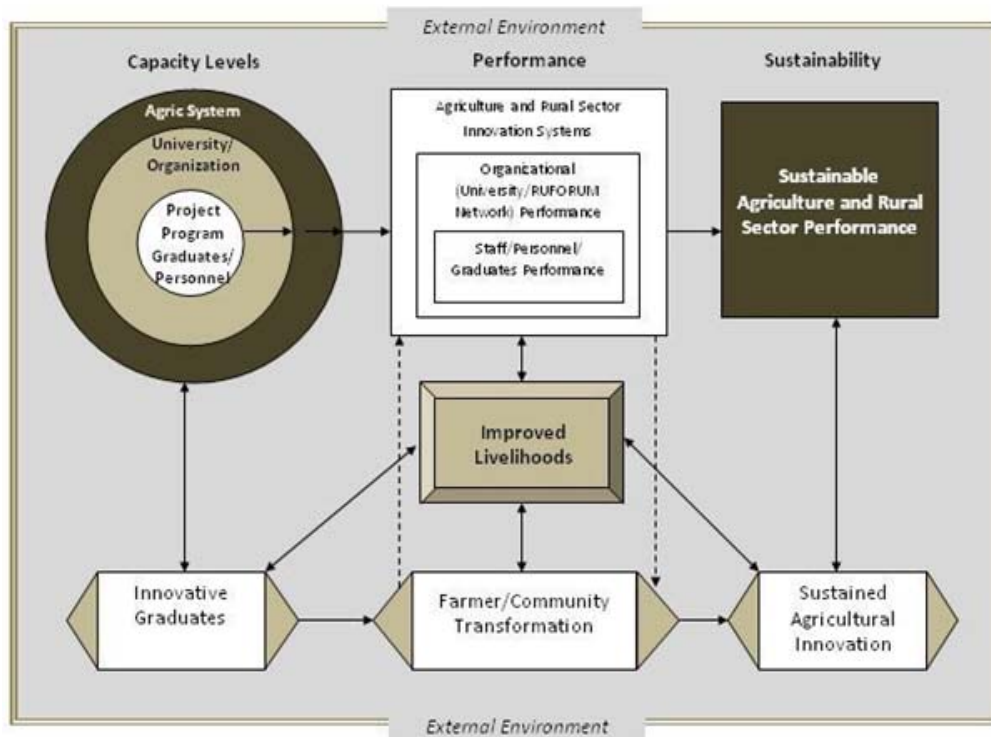 External Environment
Capacity Levels
Performance
Sustainability
Agric System
University/
Organization
Project
Program
Graduates/
Personnel
Agriculture and Rural Sector
Innovation Systems
Organizational
(University/RUFORUM
Network) Performance
Staff/Personnel/
Graduates Performance
Sustainable
Agriculture and Rural
Sector Performance
Improved
Livelihoods
Innovative
Graduates
Farmer/Community
Transformation
Sustained
Agricultural
Innovation
External Environment